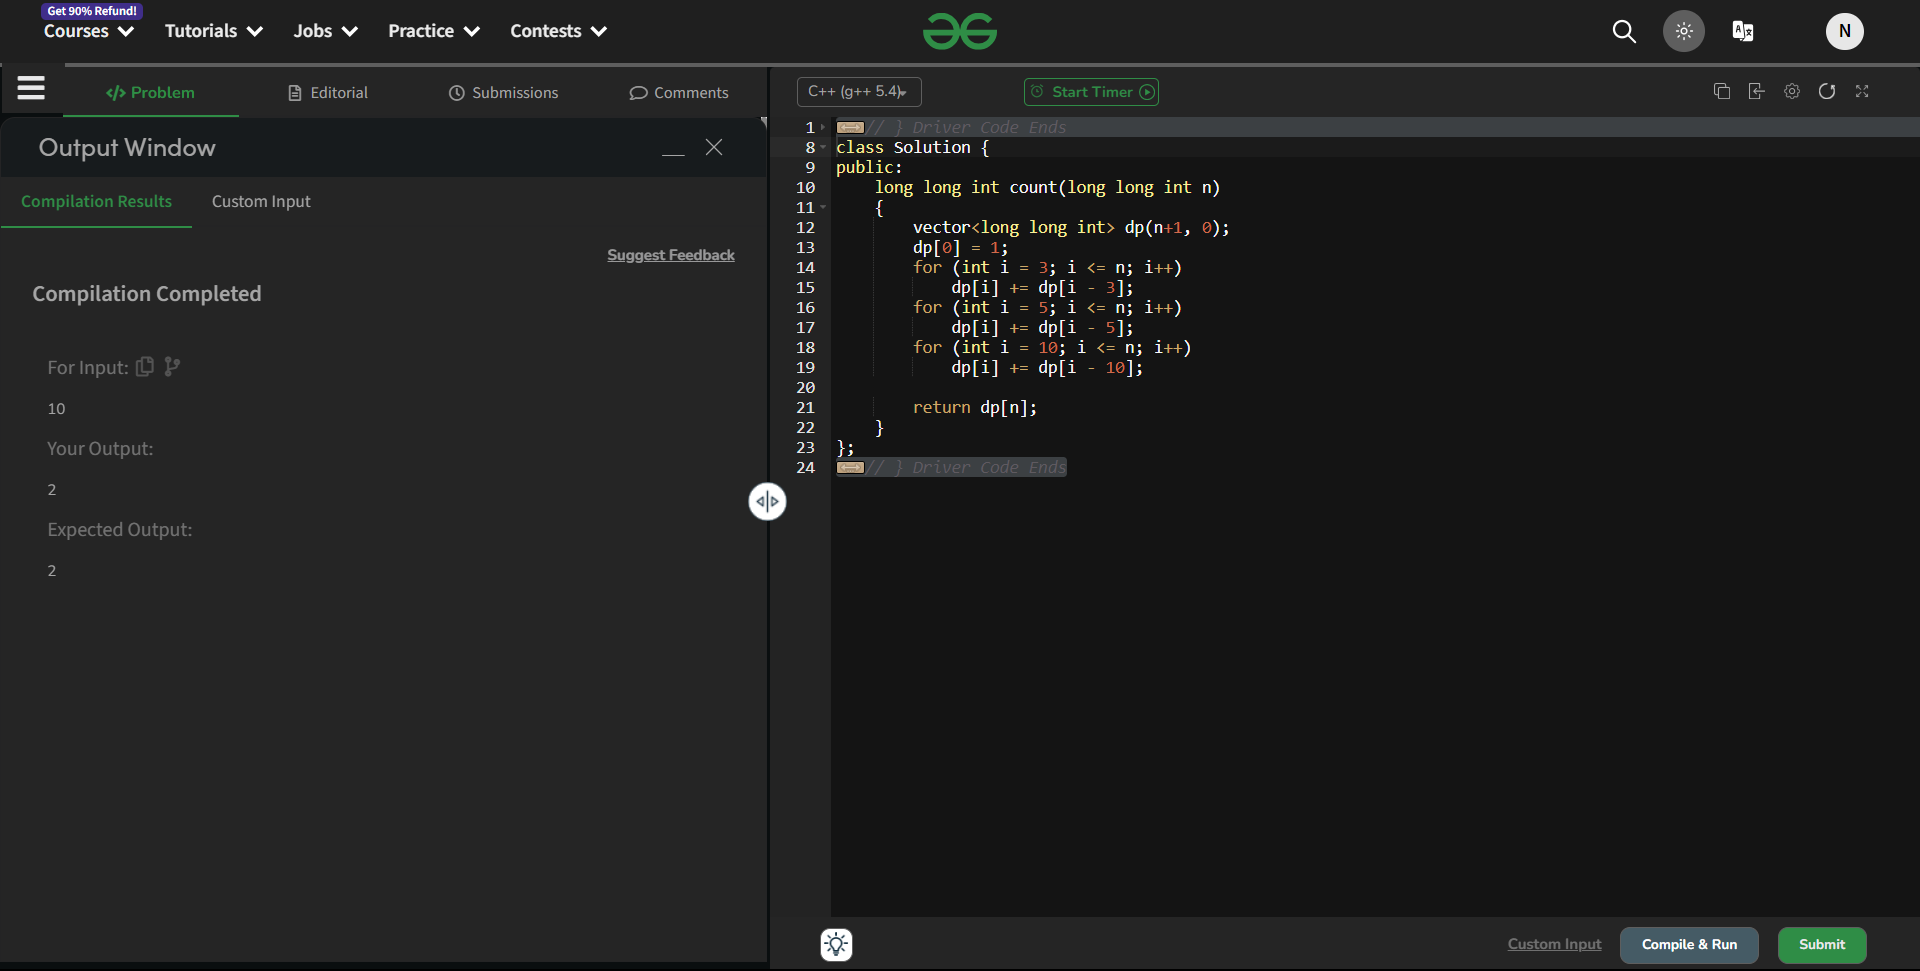 Get 90% Refund!
Courses Tutorials Jobs Practice Contests N
</> Problem Editorial Submissions Comments
C++ (g++ 5.4) Start Timer
Output Window
Compilation Results Custom Input
Suggest Feedback
Compilation Completed
For Input:
10
Your Output:
2
Expected Output:
2
1 // } Driver Code Ends
8 class Solution {
9 public:
10 long long int count(long long int n)
11 {
12 vector<long long int> dp(n+1, 0);
13 dp[0] = 1;
14 for (int i = 3; i <= n; i++)
15 dp[i] += dp[i - 3];
16 for (int i = 5; i <= n; i++)
17 dp[i] += dp[i - 5];
18 for (int i = 10; i <= n; i++)
19 dp[i] += dp[i - 10];
20
21 return dp[n];
22 }
23 };
24 // } Driver Code Ends
Custom Input Compile & Run Submit